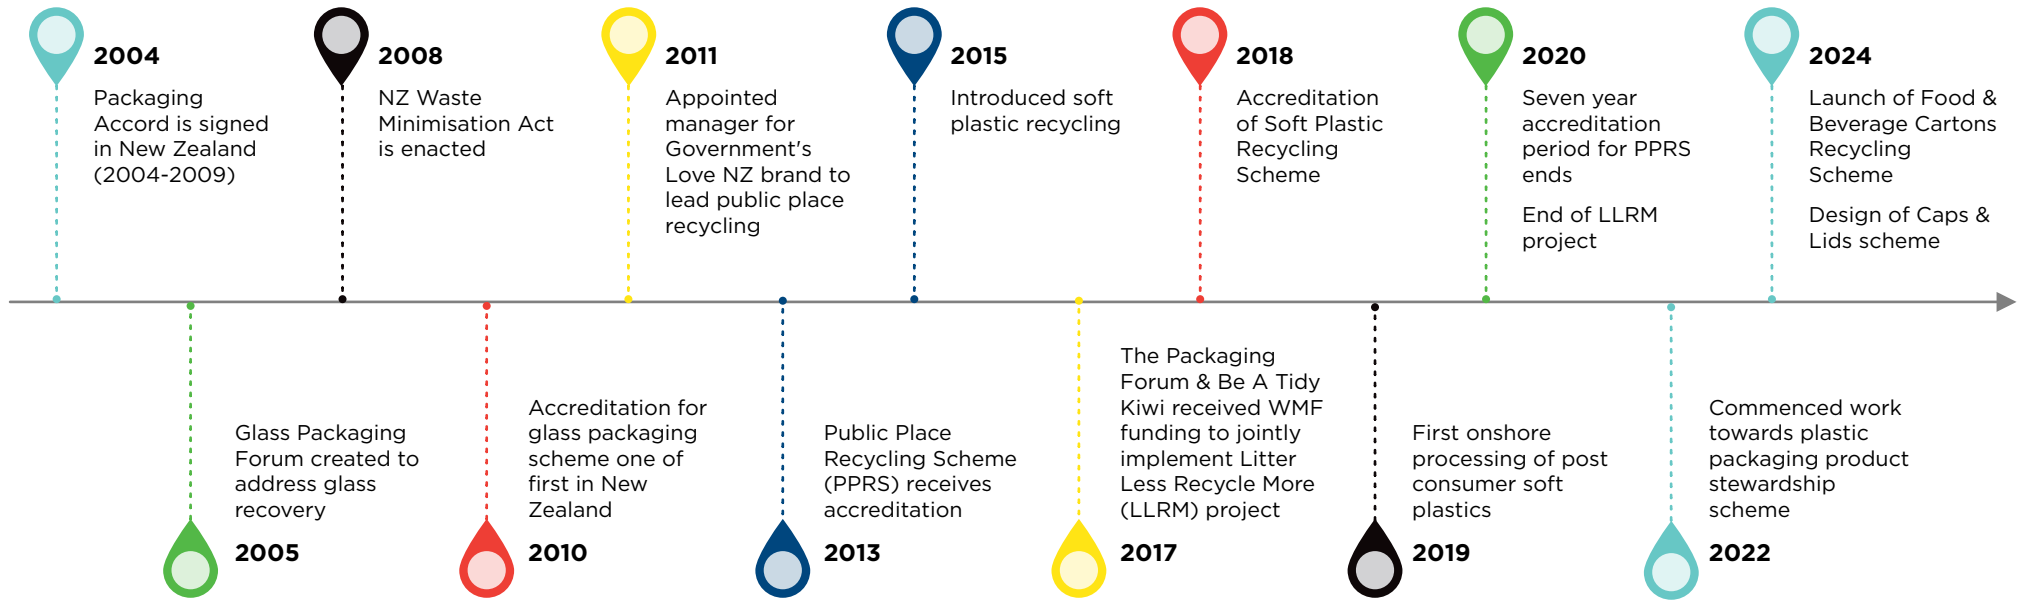 2004
Packaging
Accord is signed
in New Zealand
(2004-2009)
2008
NZ Waste
Minimisation Act
is enacted
2011
Appointed
manager for
Government's
Love NZ brand to
lead public place
recycling
2015
Introduced soft
plastic recycling
2018
Accreditation
of Soft Plastic
Recycling
Scheme
2020
Seven year
accreditation
period for PPRS
ends
End of LLRM
project
2024
Launch of Food &
Beverage Cartons
Recycling
Scheme
Design of Caps &
Lids scheme
Glass Packaging
Forum created to
address glass
recovery
2005
Accreditation for
glass packaging
scheme one of
first in New
Zealand
2010
Public Place
Recycling Scheme
(PPRS) receives
accreditation
2013
The Packaging
Forum & Be A Tidy
Kiwi received WMF
funding to jointly
implement Litter
Less Recycle More
(LLRM) project
2017
First onshore
processing of post
consumer soft
plastics
2019
Commenced work
towards plastic
packaging product
stewardship
scheme
2022